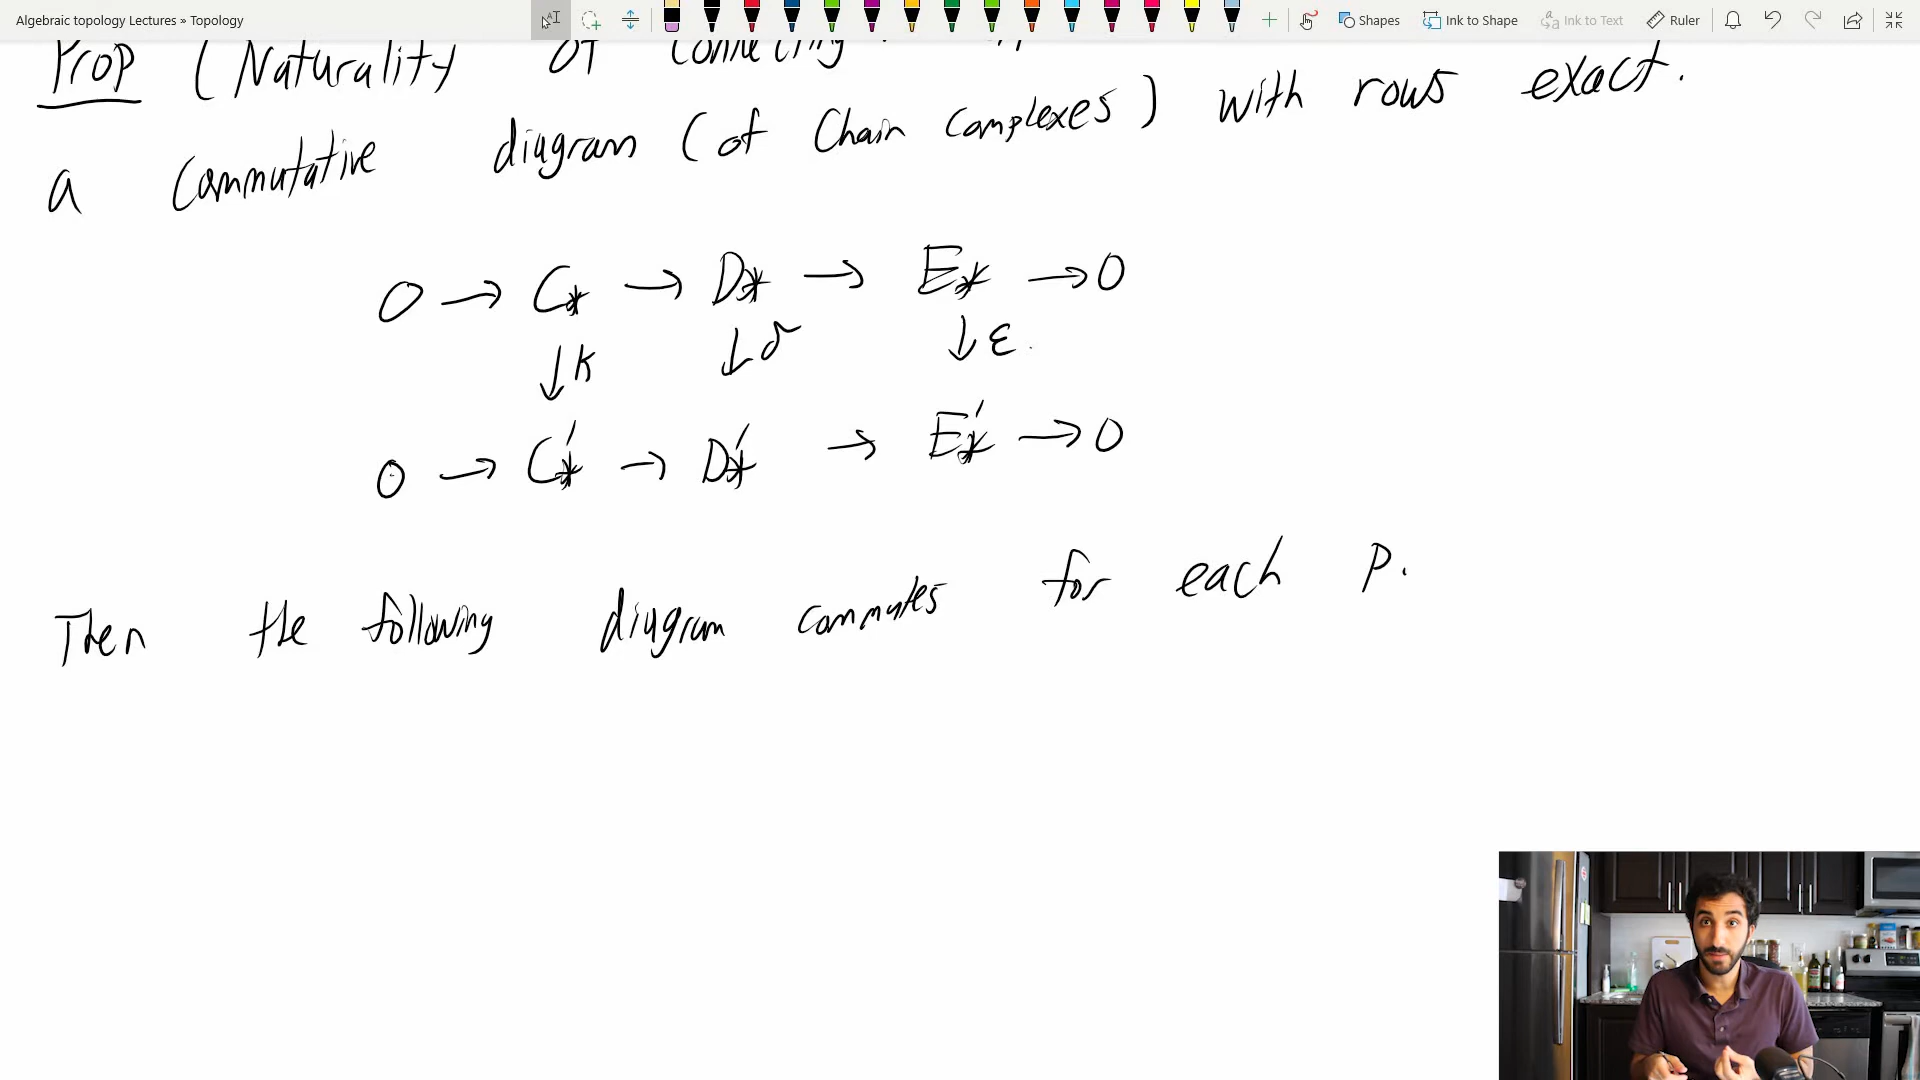 Algebraic topology Lectures » Topology
Shapes
Ink to Shape
Ink to Text
Ruler
Prop (Naturality of Connecting
a Commutative diagram (of Chain Complexes) with rows exact.
0 → C* → D* → E* → 0
↓ k ↓ δ ↓ ε
0 → C'* → D'* → E'* → 0
Then the following diagram commutes for each P.